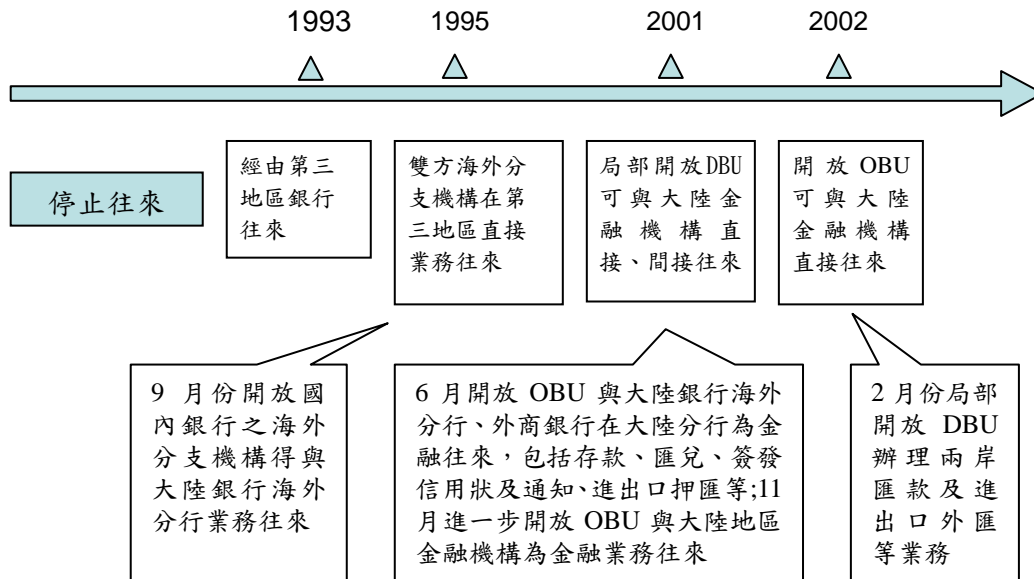 1993
1995
2001
2002
停止往來
經由第三
地區銀行
往來
雙方海外分
支機構在第
三地區直接
業務往來
局部開放DBU
可與大陸金
融機構直
接、間接往來
開放 OBU
可與大陸
金融機構
直接往來
9 月份開放國
內銀行之海外
分支機構得與
大陸銀行海外
分行業務往來
6 月開放 OBU 與大陸銀行海外
分行、外商銀行在大陸分行為金
融往來，包括存款、匯兌、簽發
信用狀及通知、進出口押匯等;11
月進一步開放 OBU 與大陸地區
金融機構為金融業務往來
2 月份局部
開放 DBU
辦理兩岸
匯款及進
出口外匯
等業務